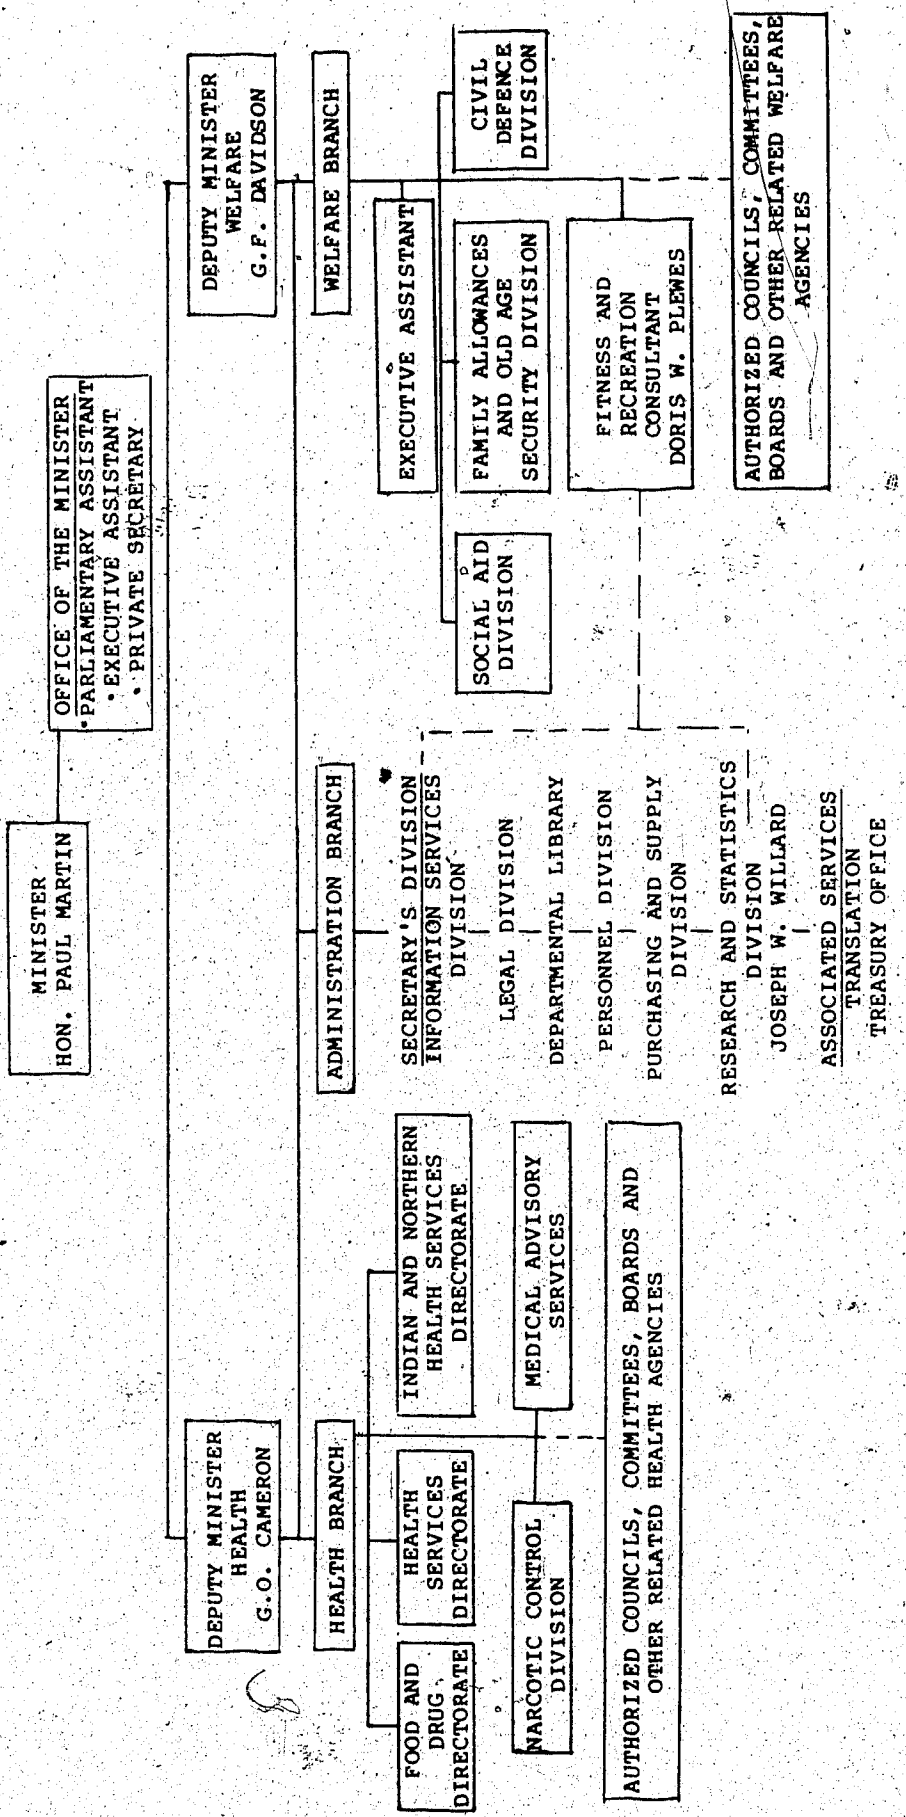 MINISTER
HON. PAUL MARTIN
OFFICE OF THE MINISTER
•PARLIAMENTARY ASSISTANT
•EXECUTIVE ASSISTANT
•PRIVATE SECRETARY
DEPUTY MINISTER
HEALTH
G.O. CAMERON
DEPUTY MINISTER
WELFARE
G.F. DAVIDSON
HEALTH BRANCH
ADMINISTRATION BRANCH
WELFARE BRANCH
FOOD AND
DRUG
DIRECTORATE
HEALTH
SERVICES
DIRECTORATE
INDIAN AND NORTHERN
HEALTH SERVICES
DIRECTORATE
NARCOTIC CONTROL
DIVISION
MEDICAL ADVISORY
SERVICES
AUTHORIZED COUNCILS, COMMITTEES, BOARDS AND
OTHER RELATED HEALTH AGENCIES
SECRETARY'S DIVISION
INFORMATION SERVICES
DIVISION
LEGAL DIVISION
DEPARTMENTAL LIBRARY
PERSONNEL DIVISION
PURCHASING AND SUPPLY
DIVISION
RESEARCH AND STATISTICS
DIVISION
JOSEPH W. WILLARD
ASSOCIATED SERVICES
TRANSLATION
TREASURY OFFICE
EXECUTIVE ASSISTANT
SOCIAL AID
DIVISION
FAMILY ALLOWANCES
AND OLD AGE
SECURITY DIVISION
CIVIL
DEFENCE
DIVISION
FITNESS AND
RECREATION
CONSULTANT
DORIS W. PLEWES
AUTHORIZED COUNCILS, COMMITTEES,
BOARDS AND OTHER RELATED WELFARE
AGENCIES